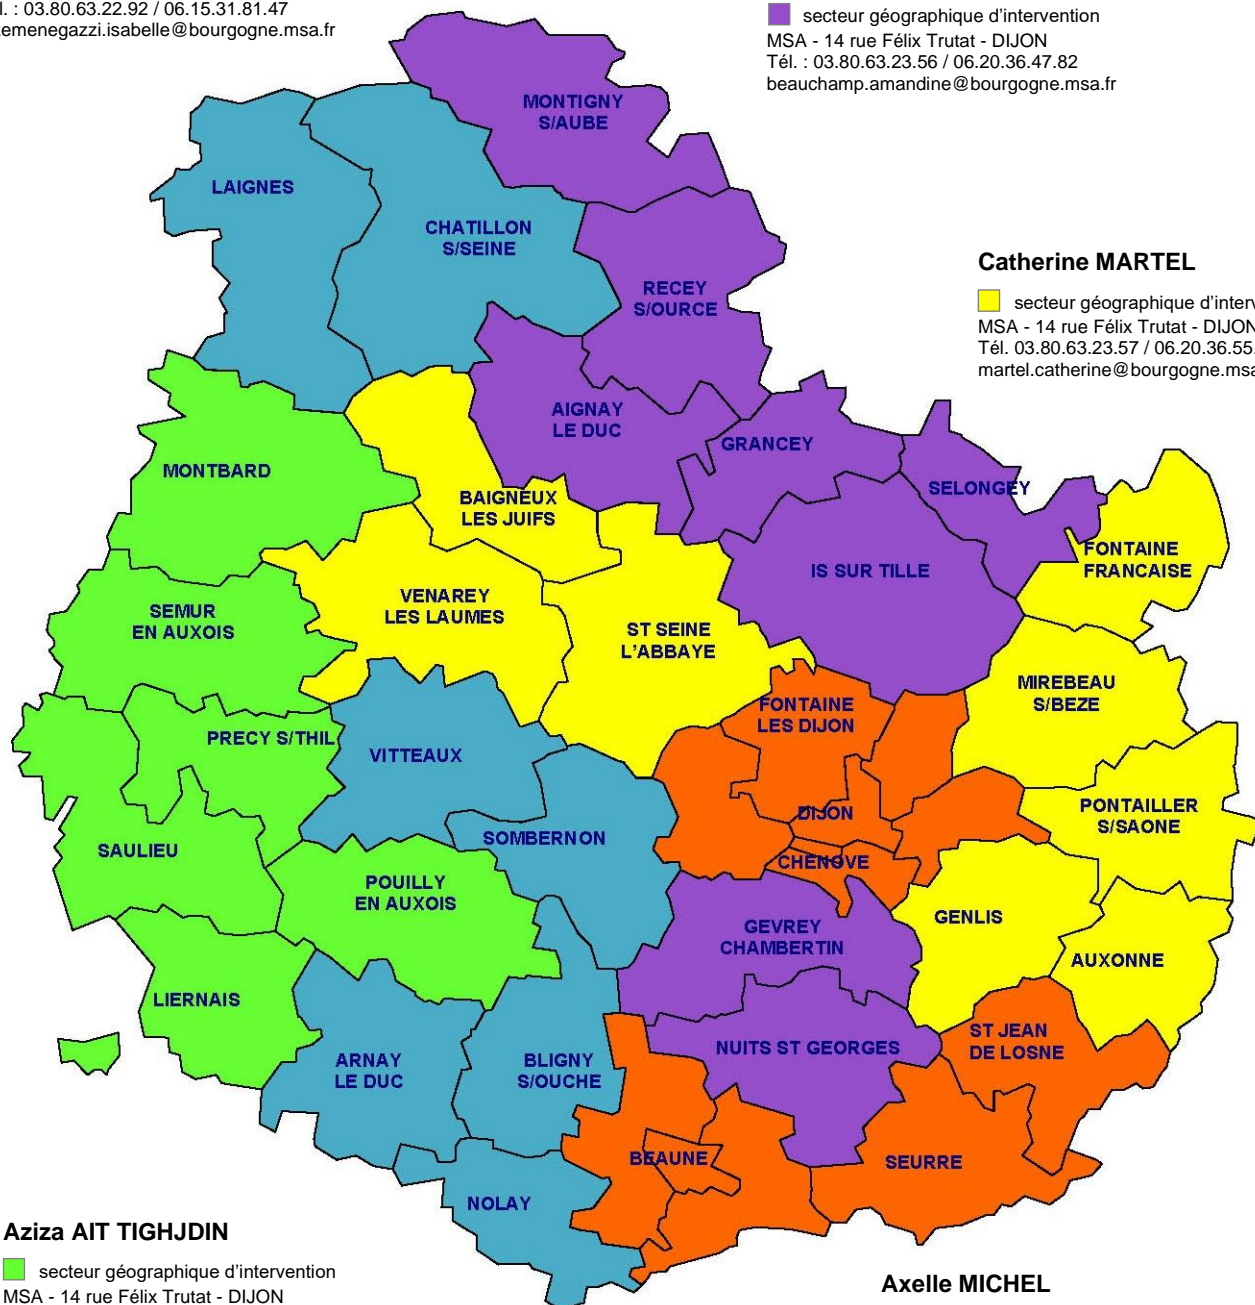 l. : 03.80.63.22.92 / 06.15.31.81.47
temenegazzi.isabelle@bourgogne.msa.fr
secteur géographique d'intervention
MSA - 14 rue Félix Trutat - DIJON
Tél. : 03.80.63.23.56 / 06.20.36.47.82
beauchamp.amandine@bourgogne.msa.fr
MONTIGNY
S/AUBE
LAIGNES
CHATILLON
S/SEINE
RECEY
S/OURCE
Catherine MARTEL
secteur géographique d'interv
MSA - 14 rue Félix Trutat - DIJON
Tél. 03.80.63.23.57 / 06.20.36.55.
martel.catherine@bourgogne.msa
AIGNAY
LE DUC
GRANCEY
MONTBARD
SELONGEY
BAIGNEUX
LES JUIFS
FONTAINE
FRANCAISE
IS SUR TILLE
VENAREY
LES LAUMES
SEMUR
EN AUXOIS
ST SEINE
L'ABBAYE
MIREBEAU
S/BEZE
FONTAINE
LES DIJON
PRECY S/THIL
VITTEAUX
PONTAILLER
S/SAONE
DIJON
SOMBERNON
SAULIEU
CHENOVE
POUILLY
EN AUXOIS
GENLIS
GEVREY
CHAMBERTIN
AUXONNE
LIERNAIS
ST JEAN
DE LOSNE
NUITS ST GEORGES
ARNAY
LE DUC
BLIGNY
S/OUCHE
BEAUNE
SEURRE
NOLAY
Aziza AIT TIGHJDIN
secteur géographique d'intervention
MSA - 14 rue Félix Trutat - DIJON
Axelle MICHEL